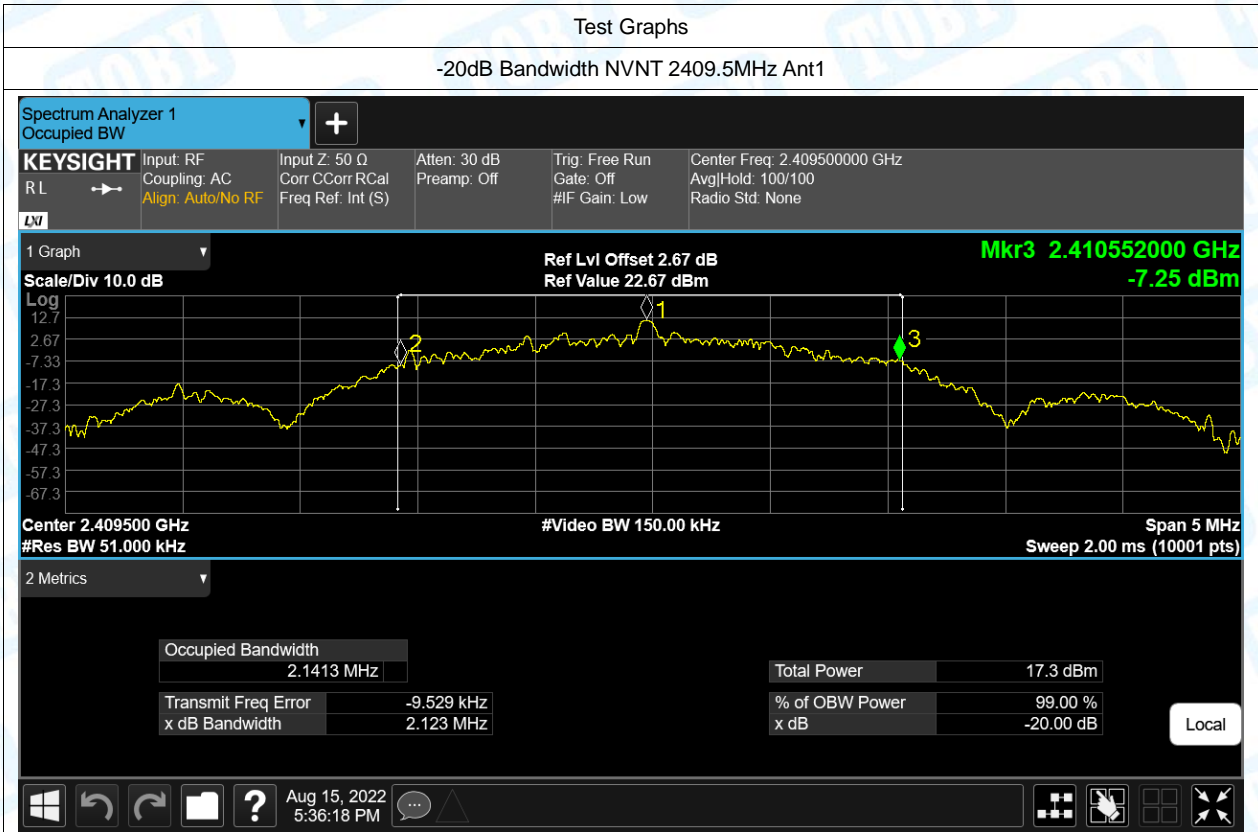 Test Graphs
-20dB Bandwidth NVNT 2409.5MHz Ant1
Spectrum Analyzer 1
Occupied BW
KEYSIGHT
R L
LXI
Input: RF
Coupling: AC
Align: Auto/No RF
Input Z: 50 Ω
Corr CCorr RCal
Freq Ref: Int (S)
Atten: 30 dB
Preamp: Off
Trig: Free Run
Gate: Off
#IF Gain: Low
Center Freq: 2.409500000 GHz
Avg|Hold: 100/100
Radio Std: None
1 Graph
Scale/Div 10.0 dB
Ref Lvl Offset 2.67 dB
Ref Value 22.67 dBm
Mkr3 2.410552000 GHz
-7.25 dBm
Log
12.7
2.67
-7.33
-17.3
-27.3
-37.3
-47.3
-57.3
-67.3
1
2
3
Center 2.409500 GHz
#Res BW 51.000 kHz
#Video BW 150.00 kHz
Span 5 MHz
Sweep 2.00 ms (10001 pts)
2 Metrics
Occupied Bandwidth
2.1413 MHz
Transmit Freq Error -9.529 kHz
x dB Bandwidth 2.123 MHz
Total Power 17.3 dBm
% of OBW Power 99.00 %
x dB -20.00 dB
Local
Aug 15, 2022
5:36:18 PM
TOBY